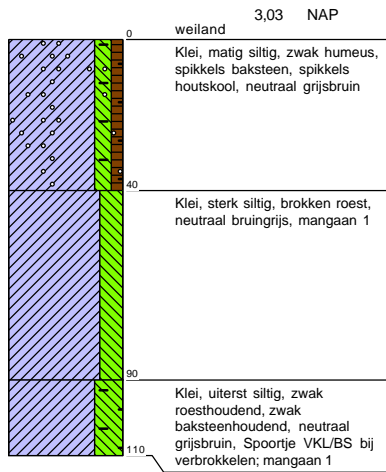 3,03 NAP
weiland
0
Klei, matig siltig, zwak humeus,
spikkels baksteen, spikkels
houtskool, neutraal grijsbruin
40
Klei, sterk siltig, brokken roest,
neutraal bruingrijs, mangaan 1
90
Klei, uiterst siltig, zwak
roesthoudend, zwak
baksteenhoudend, neutraal
grijsbruin, Spoortje VKL/BS bij
verbrokkelen; mangaan 1
110